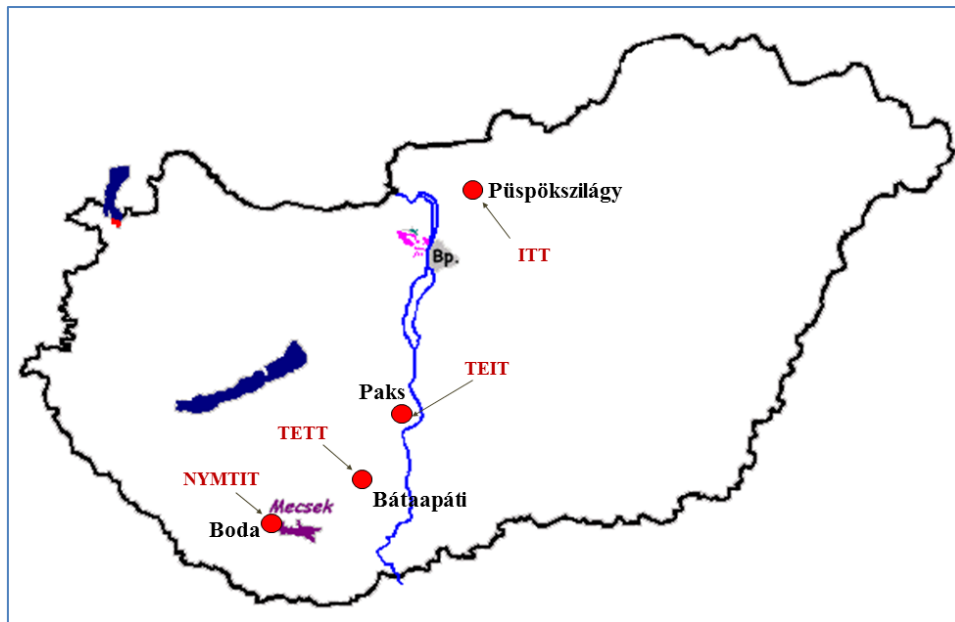 Püspökszilágy
ITT
Bp.
TEIT
Paks
TETT
Bátaapáti
NYMTIT
Mecsek
Boda